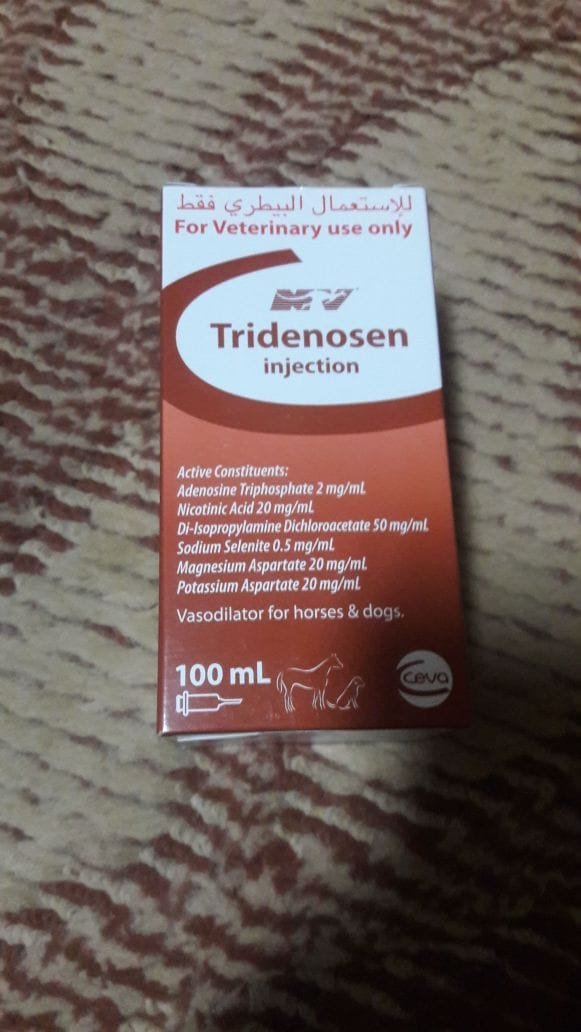 للإستعمال البيطري فقط
For Veterinary use only
NV
Tridenosen
injection
Active Constituents:
Adenosine Triphosphate 2 mg/mL
Nicotinic Acid 20 mg/mL
Di-Isopropylamine Dichloroacetate 50 mg/mL
Sodium Selenite 0.5 mg/mL
Magnesium Aspartate 20 mg/mL
Potassium Aspartate 20 mg/mL
Vasodilator for horses & dogs.
100 mL
Ceva